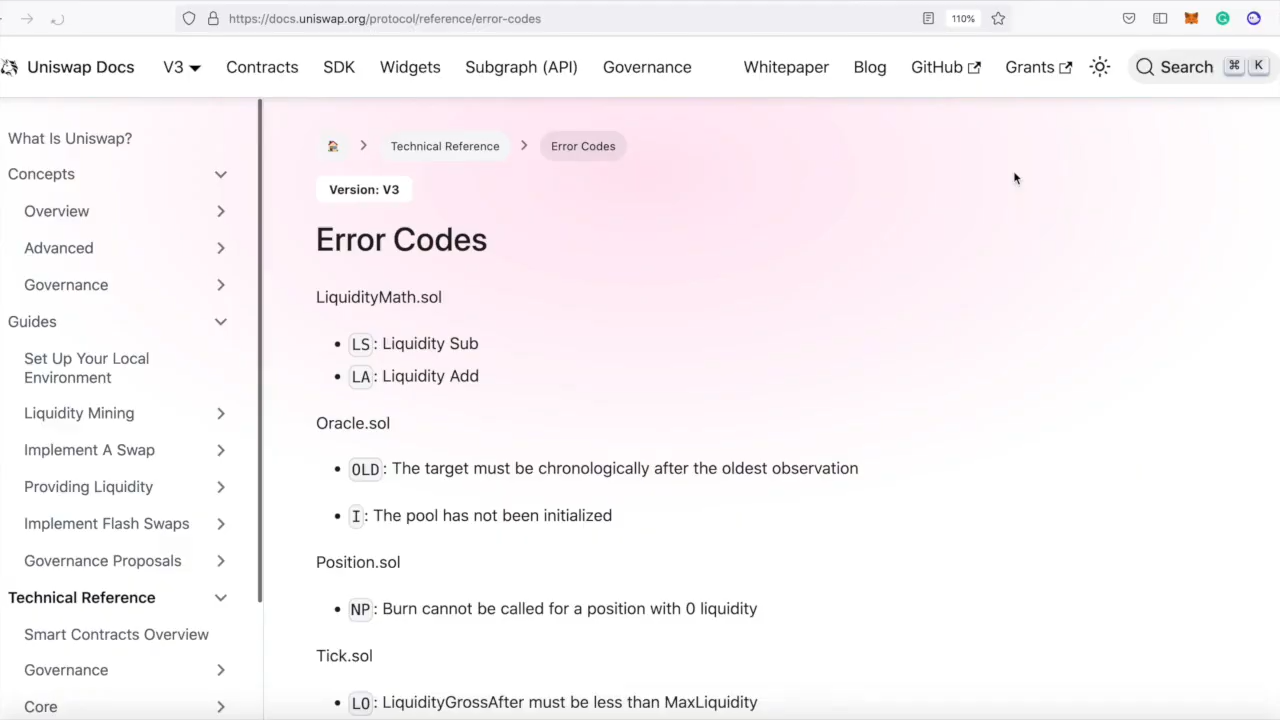 https://docs.uniswap.org/protocol/reference/error-codes
110%
Uniswap Docs
V3
Contracts
SDK
Widgets
Subgraph (API)
Governance
Whitepaper
Blog
GitHub
Grants
Search
⌘
K
What Is Uniswap?
Concepts
Overview
Advanced
Governance
Guides
Set Up Your Local
Environment
Liquidity Mining
Implement A Swap
Providing Liquidity
Implement Flash Swaps
Governance Proposals
Technical Reference
Smart Contracts Overview
Governance
Core
Technical Reference
Error Codes
Version: V3
Error Codes
LiquidityMath.sol
• LS: Liquidity Sub
• LA: Liquidity Add
Oracle.sol
• OLD: The target must be chronologically after the oldest observation
• I: The pool has not been initialized
Position.sol
• NP: Burn cannot be called for a position with 0 liquidity
Tick.sol
• LO: LiquidityGrossAfter must be less than MaxLiquidity